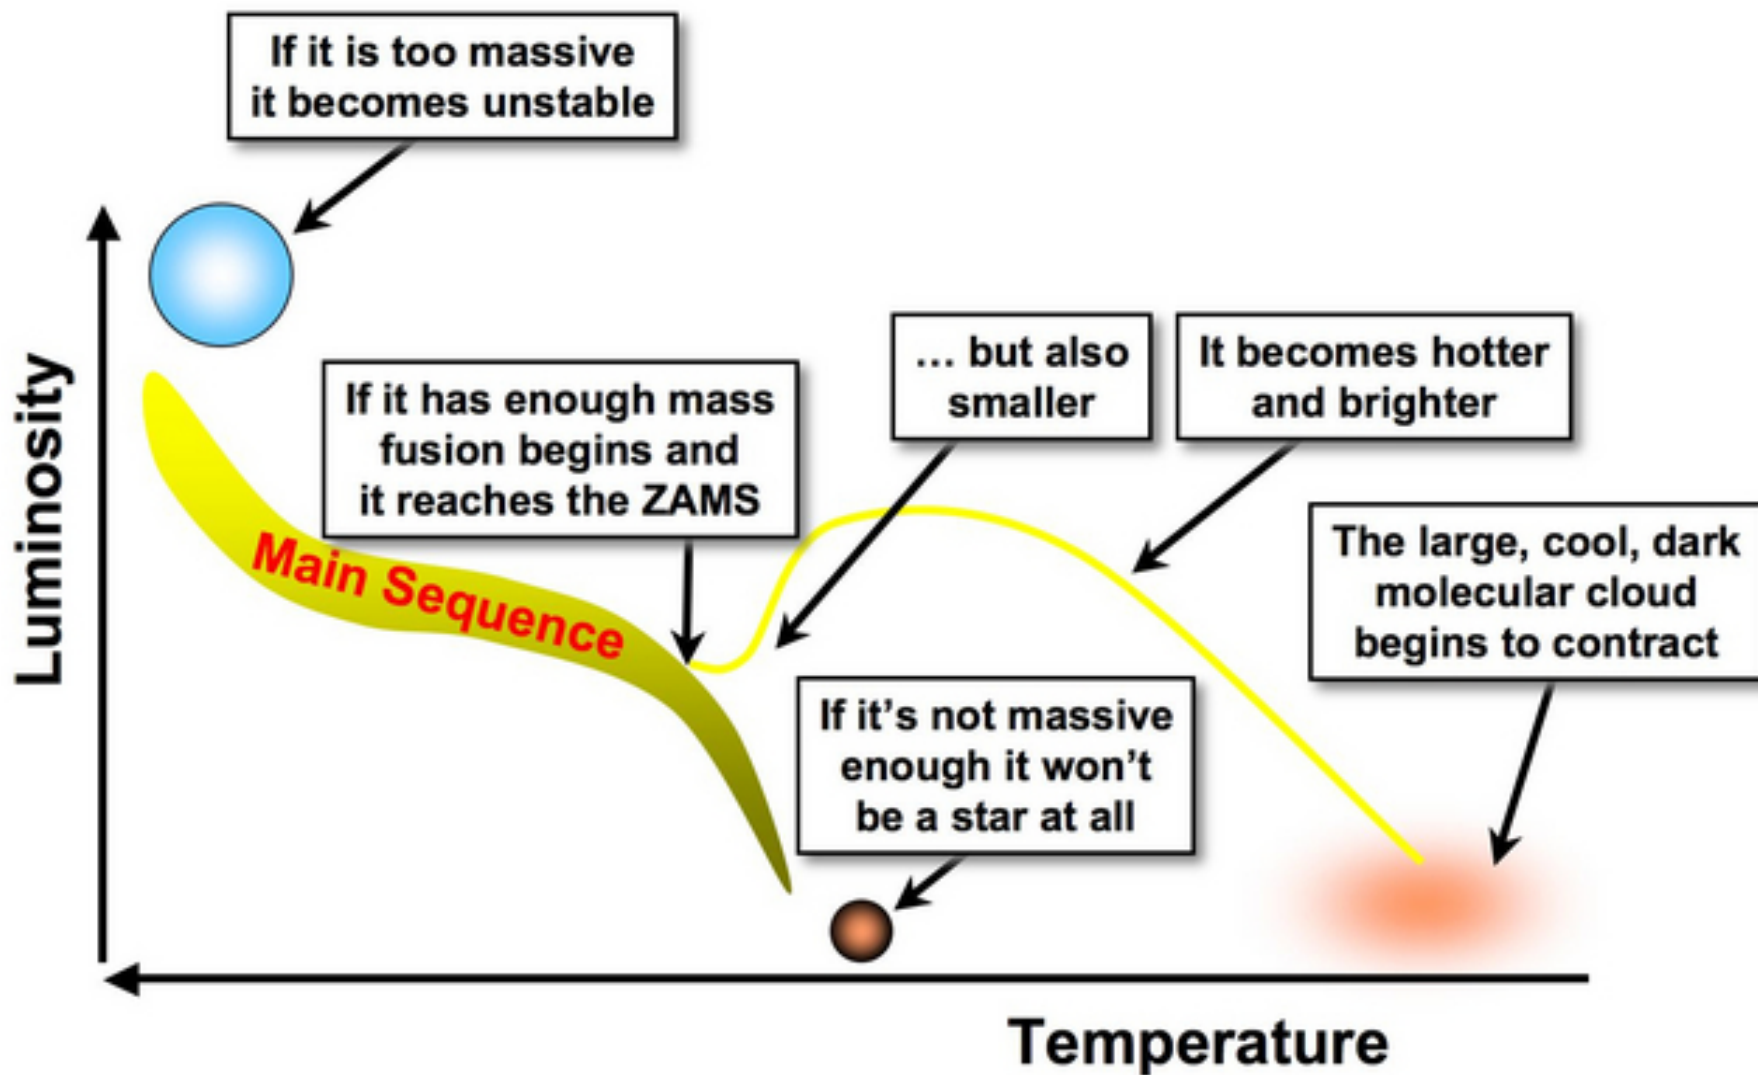 If it is too massive
it becomes unstable
Luminosity
If it has enough mass
fusion begins and
it reaches the ZAMS
… but also
smaller
It becomes hotter
and brighter
The large, cool, dark
molecular cloud
begins to contract
Main Sequence
If it’s not massive
enough it won’t
be a star at all
Temperature